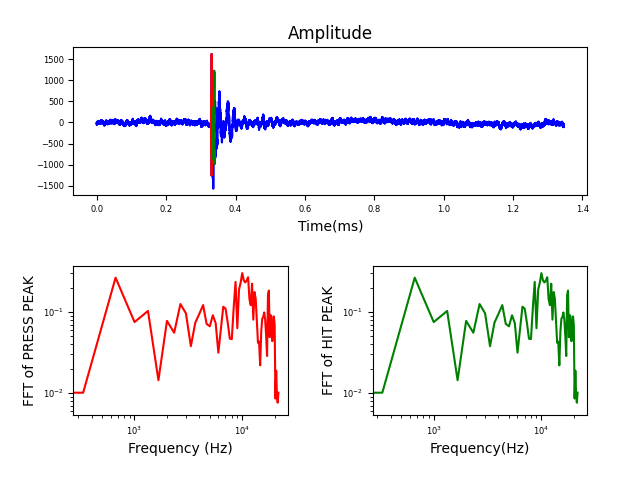 Amplitude
1500
1000
500
0
−500
−1000
−1500
0.0 0.2 0.4 0.6 0.8 1.0 1.2 1.4
Time(ms)
FFT of PRESS PEAK
10⁻¹
10⁻²
10³ 10⁴
Frequency (Hz)
FFT of HIT PEAK
10⁻¹
10⁻²
10³ 10⁴
Frequency(Hz)